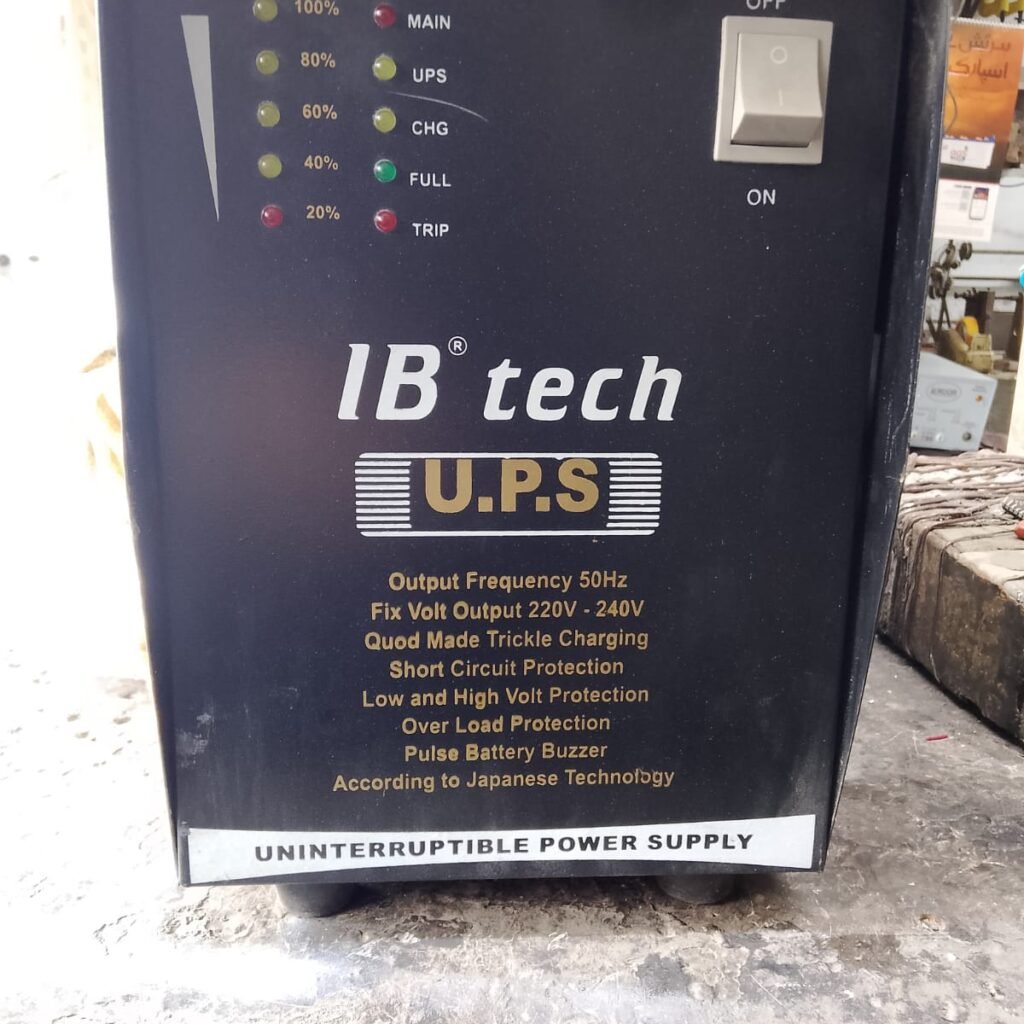 OFF
100%
MAIN
80%
UPS
60%
CHG
40%
FULL
20%
TRIP
ON
IB® tech
U.P.S
Output Frequency 50Hz
Fix Volt Output 220V - 240V
Quod Made Trickle Charging
Short Circuit Protection
Low and High Volt Protection
Over Load Protection
Pulse Battery Buzzer
According to Japanese Technology
UNINTERRUPTIBLE POWER SUPPLY